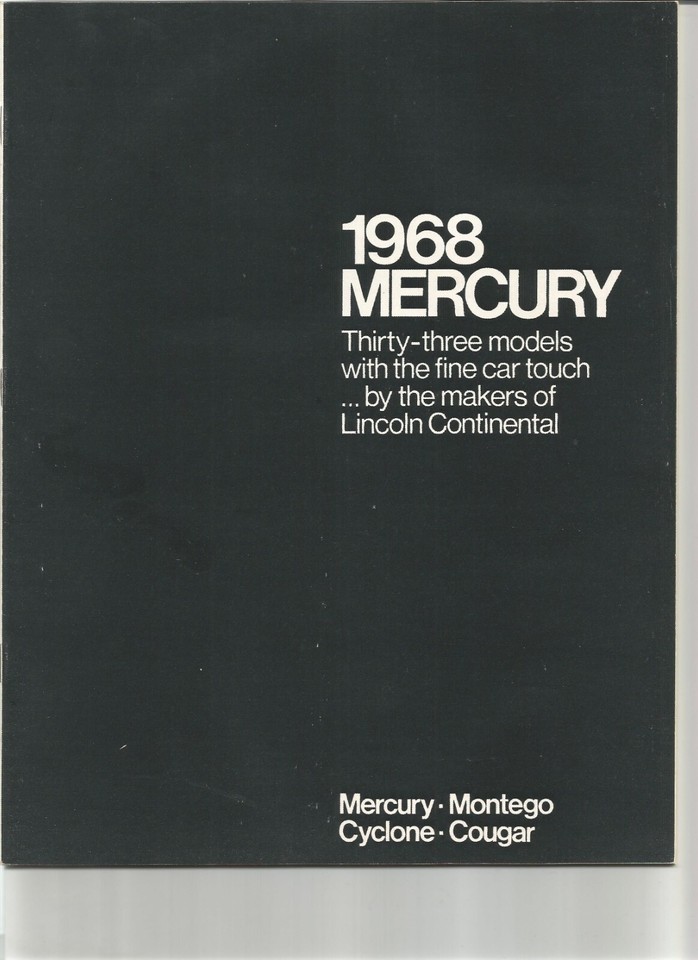 1968
MERCURY
Thirty-three models
with the fine car touch
...by the makers of
Lincoln Continental
Mercury · Montego
Cyclone · Cougar